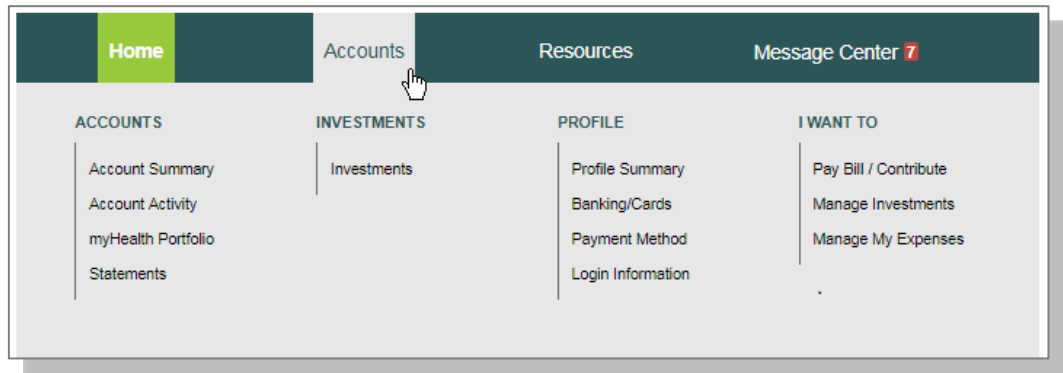 Home Accounts Resources Message Center 7
ACCOUNTS
Account Summary
Account Activity
myHealth Portfolio
Statements
INVESTMENTS
Investments
PROFILE
Profile Summary
Banking/Cards
Payment Method
Login Information
I WANT TO
Pay Bill / Contribute
Manage Investments
Manage My Expenses